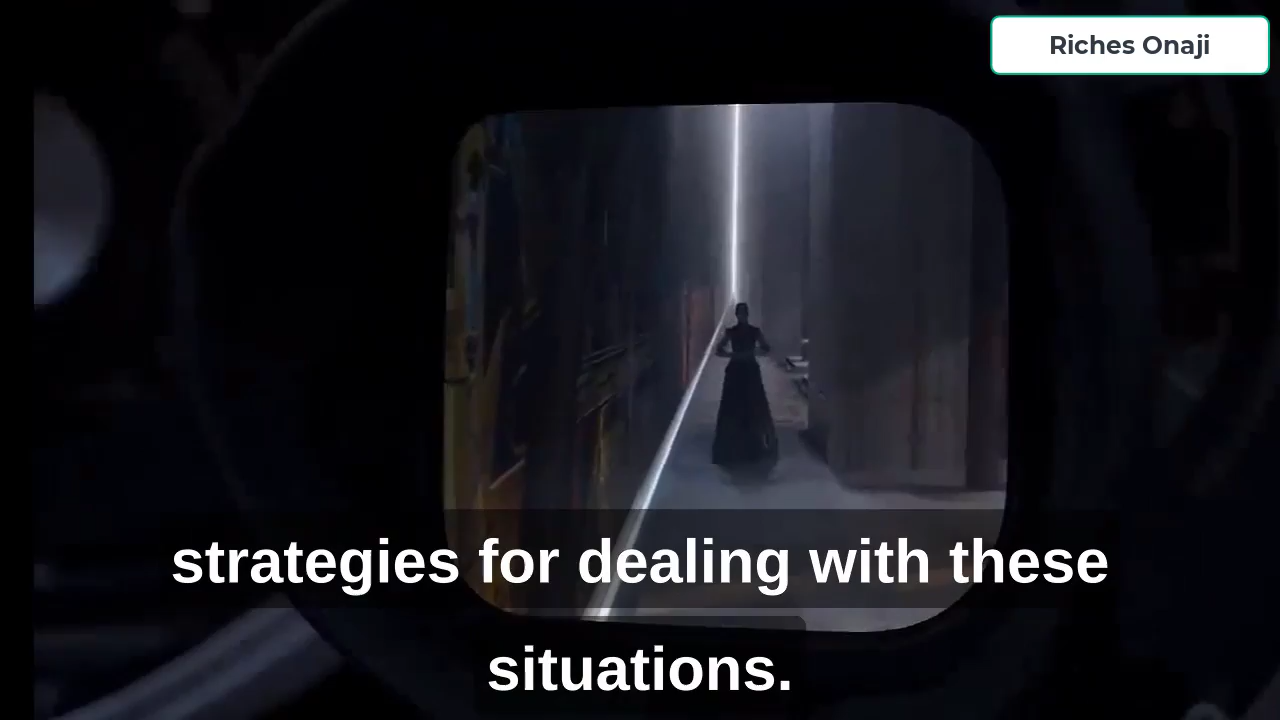 Riches Onaji
strategies for dealing with these
situations.